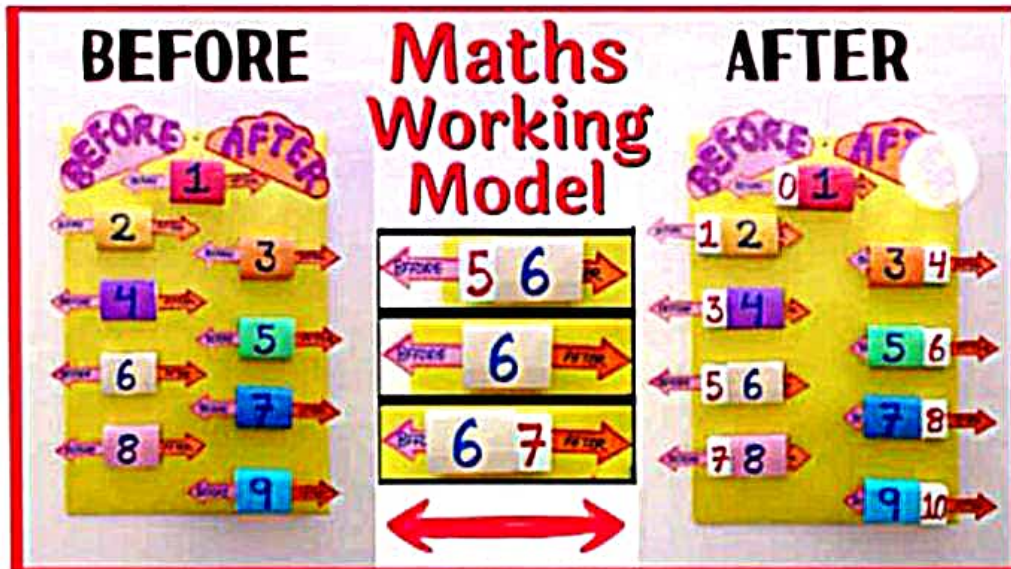 BEFORE
Maths
Working
Model
AFTER
BEFORE AFTER
1
2
3
4
5
6
7
8
9
BEFORE 5 6
BEFORE 6 AFTER
6 7 AFTER
BEFORE
0 1
1 2
3 4
3 4
5 6
5 6
7 8
7 8
9 10